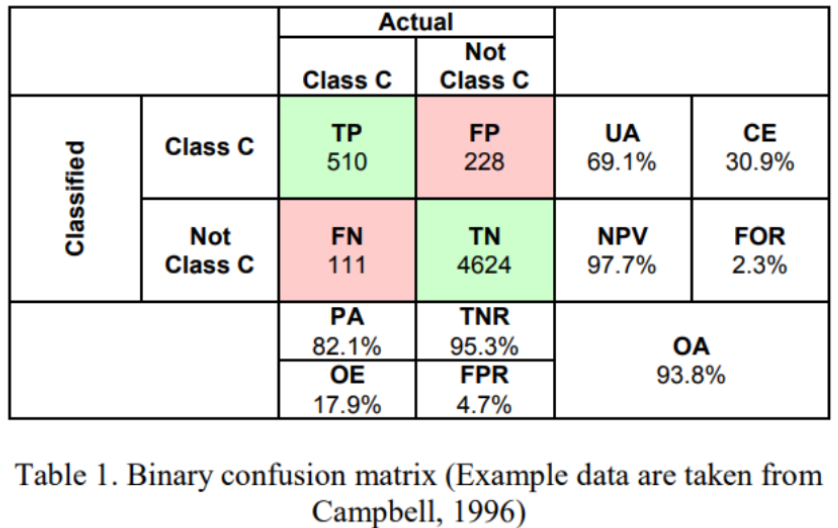 Actual
Class C Not Class C
Classified
Class C TP 510 FP 228 UA 69.1% CE 30.9%
Not Class C FN 111 TN 4624 NPV 97.7% FOR 2.3%
PA 82.1% TNR 95.3% OA 93.8%
OE 17.9% FPR 4.7%
Table 1. Binary confusion matrix (Example data are taken from
Campbell, 1996)